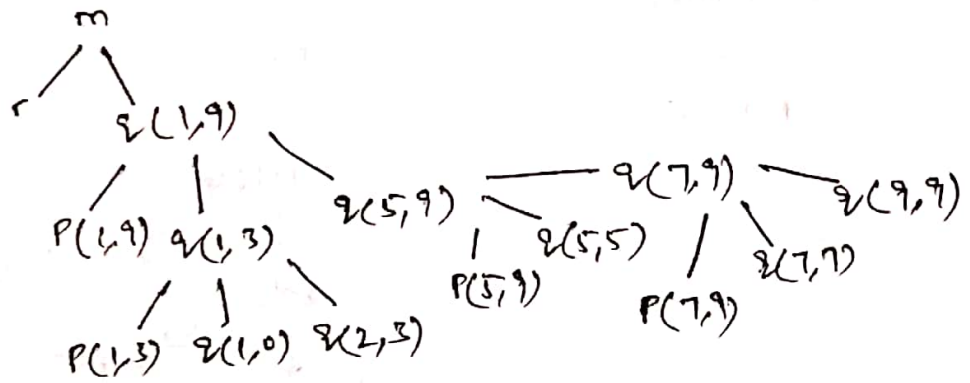 m
r
q(1,9)
P(1,9) q(1,3) q(5,9) q(7,9) q(9,9)
P(5,9) q(5,5) P(7,9) q(7,7)
P(1,3) q(1,0) q(2,3)